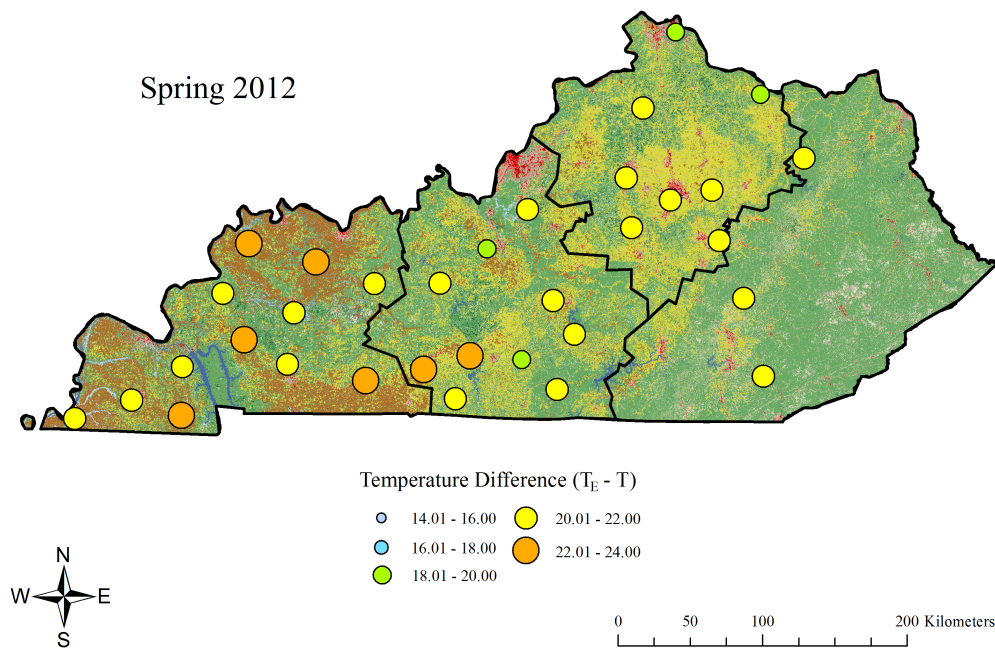 Spring 2012
Temperature Difference (TE - T)
14.01 - 16.00
16.01 - 18.00
18.01 - 20.00
20.01 - 22.00
22.01 - 24.00
N
W E
S
0 50 100 200 Kilometers